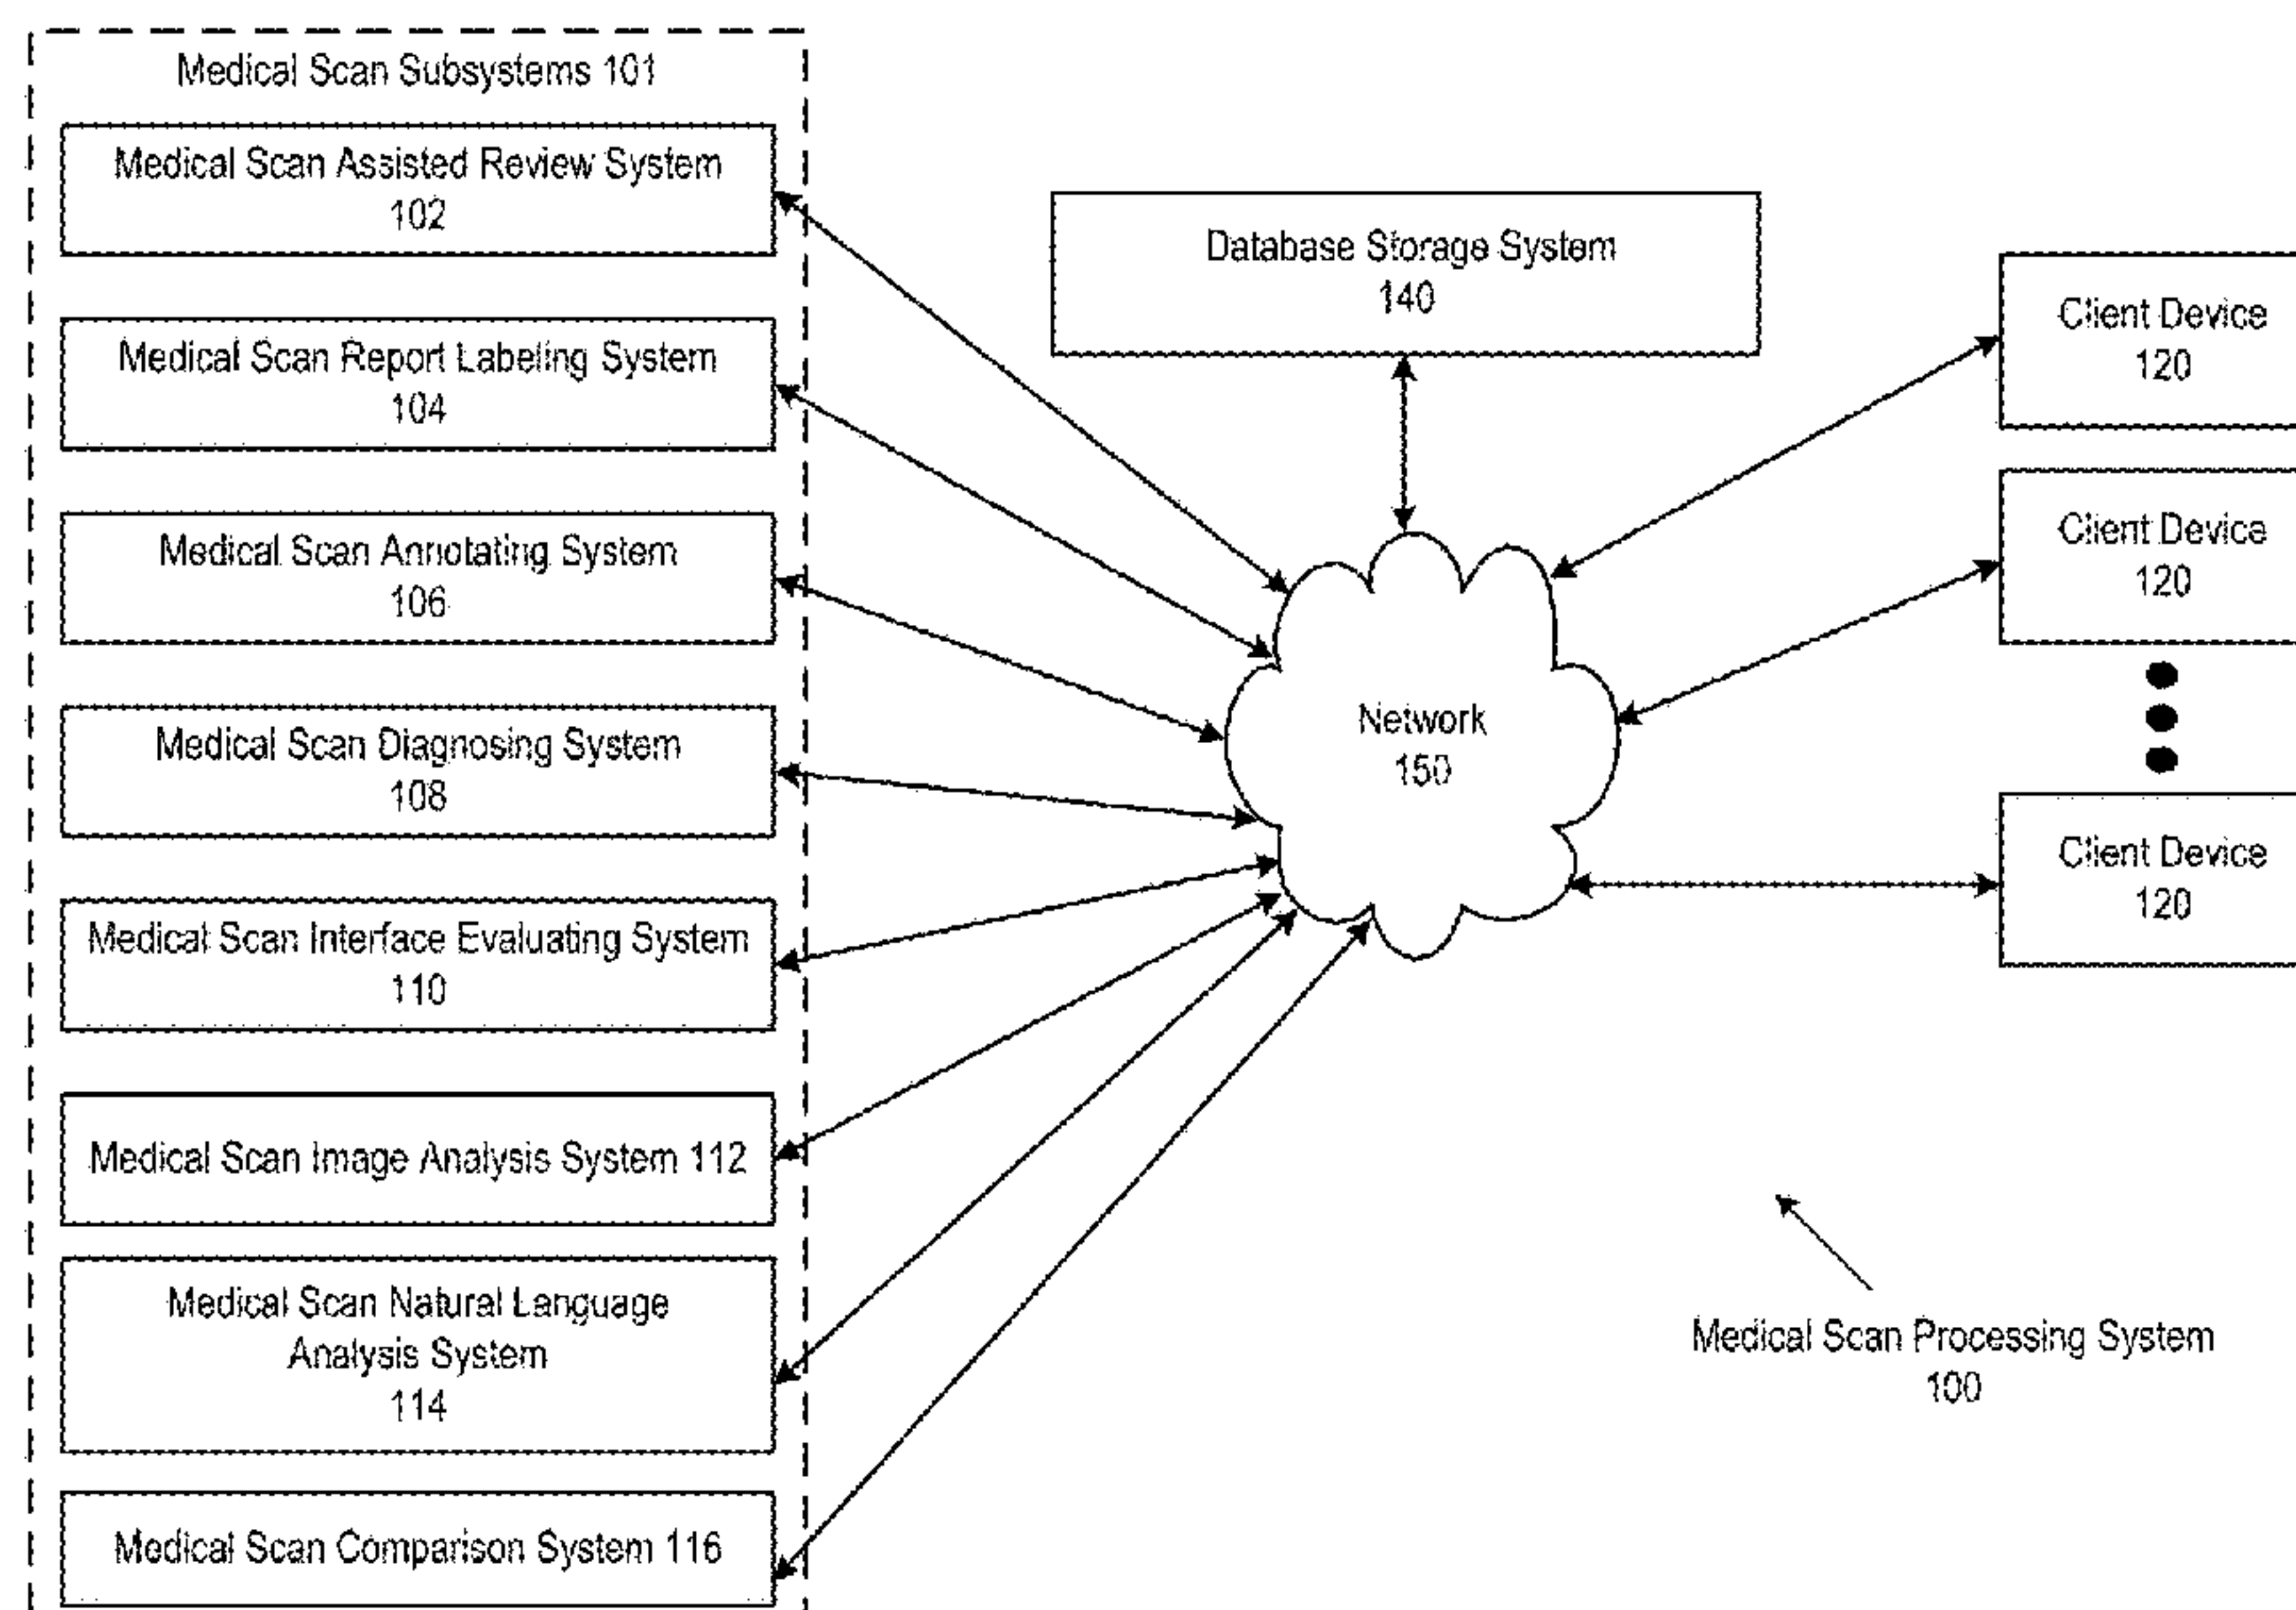 Medical Scan Subsystems 101
Medical Scan Assisted Review System
102
Medical Scan Report Labeling System
104
Medical Scan Annotating System
106
Medical Scan Diagnosing System
108
Medical Scan Interface Evaluating System
110
Medical Scan Image Analysis System 112
Medical Scan Natural Language
Analysis System
114
Medical Scan Comparison System 116
Database Storage System
140
Network
150
Client Device
120
Client Device
120
Client Device
120
Medical Scan Processing System
100